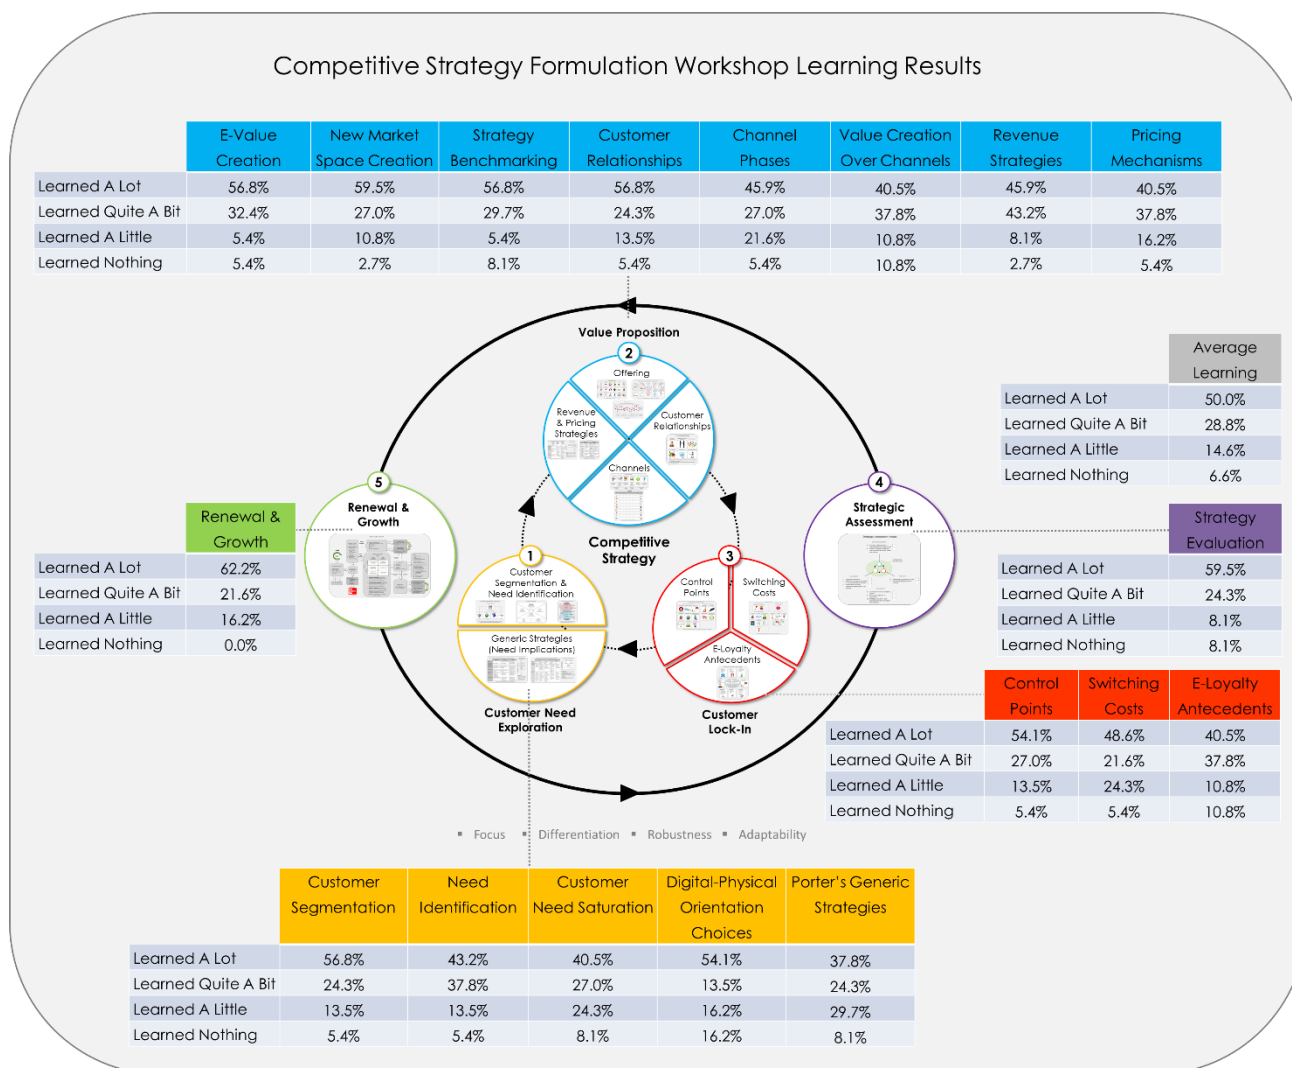 Competitive Strategy Formulation Workshop Learning Results
E-Value Creation New Market Space Creation Strategy Benchmarking Customer Relationships Channel Phases Value Creation Over Channels Revenue Strategies Pricing Mechanisms
Learned A Lot 56.8% 59.5% 56.8% 56.8% 45.9% 40.5% 45.9% 40.5%
Learned Quite A Bit 32.4% 27.0% 29.7% 24.3% 27.0% 37.8% 43.2% 37.8%
Learned A Little 5.4% 10.8% 5.4% 13.5% 21.6% 10.8% 8.1% 16.2%
Learned Nothing 5.4% 2.7% 8.1% 5.4% 5.4% 10.8% 2.7% 5.4%
Value Proposition
2
Offering
Revenue
& Pricing
Strategies
Customer
Relationships
Channels
Competitive
Strategy
Average
Learning
Learned A Lot 50.0%
Learned Quite A Bit 28.8%
Learned A Little 14.6%
Learned Nothing 6.6%
5
Renewal &
Growth
4
Strategic
Assessment
Renewal &
Growth
Learned A Lot 62.2%
Learned Quite A Bit 21.6%
Learned A Little 16.2%
Learned Nothing 0.0%
Strategy
Evaluation
Learned A Lot 59.5%
Learned Quite A Bit 24.3%
Learned A Little 8.1%
Learned Nothing 8.1%
1
Customer
Segmentation &
Need Identification
Generic Strategies
(Need Implications)
Customer Need
Exploration
3
Control
Points
Switching
Costs
E-Loyalty
Antecedents
Customer
Lock-In
Control Points Switching Costs E-Loyalty Antecedents
Learned A Lot 54.1% 48.6% 40.5%
Learned Quite A Bit 27.0% 21.6% 37.8%
Learned A Little 13.5% 24.3% 10.8%
Learned Nothing 5.4% 5.4% 10.8%
▪ Focus ▪ Differentiation ▪ Robustness ▪ Adaptability
Customer Segmentation Need Identification Customer Need Saturation Digital-Physical Orientation Choices Porter's Generic Strategies
Learned A Lot 56.8% 43.2% 40.5% 54.1% 37.8%
Learned Quite A Bit 24.3% 37.8% 27.0% 13.5% 24.3%
Learned A Little 13.5% 13.5% 24.3% 16.2% 29.7%
Learned Nothing 5.4% 5.4% 8.1% 16.2% 8.1%